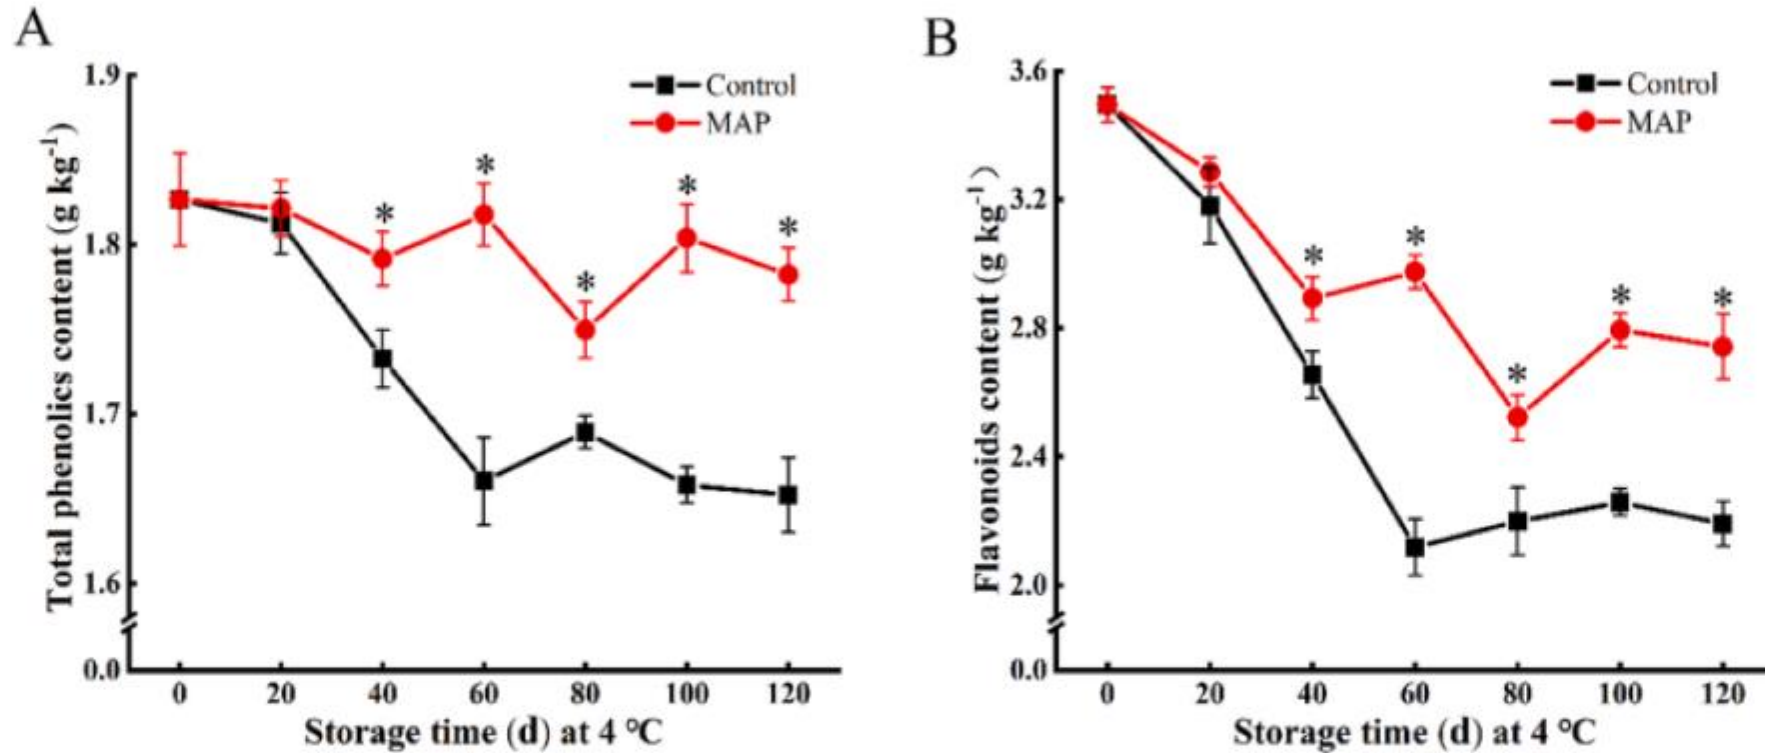 A
Total phenolics content (g kg⁻¹)
1.9
1.8
1.7
1.6
0.0
Control
MAP
*
*
*
*
*
0 20 40 60 80 100 120
Storage time (d) at 4 ℃
B
Flavonoids content (g kg⁻¹)
3.6
3.2
2.8
2.4
2.0
0.0
Control
MAP
*
*
*
*
*
0 20 40 60 80 100 120
Storage time (d) at 4 ℃